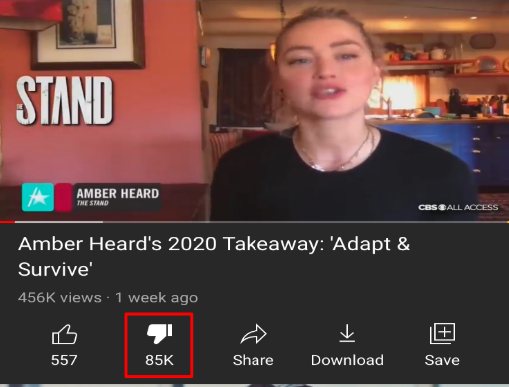 THE
STAND
AMBER HEARD
THE STAND
CBS ALL ACCESS
Amber Heard's 2020 Takeaway: 'Adapt &
Survive'
456K views · 1 week ago
557
85K
Share
Download
Save